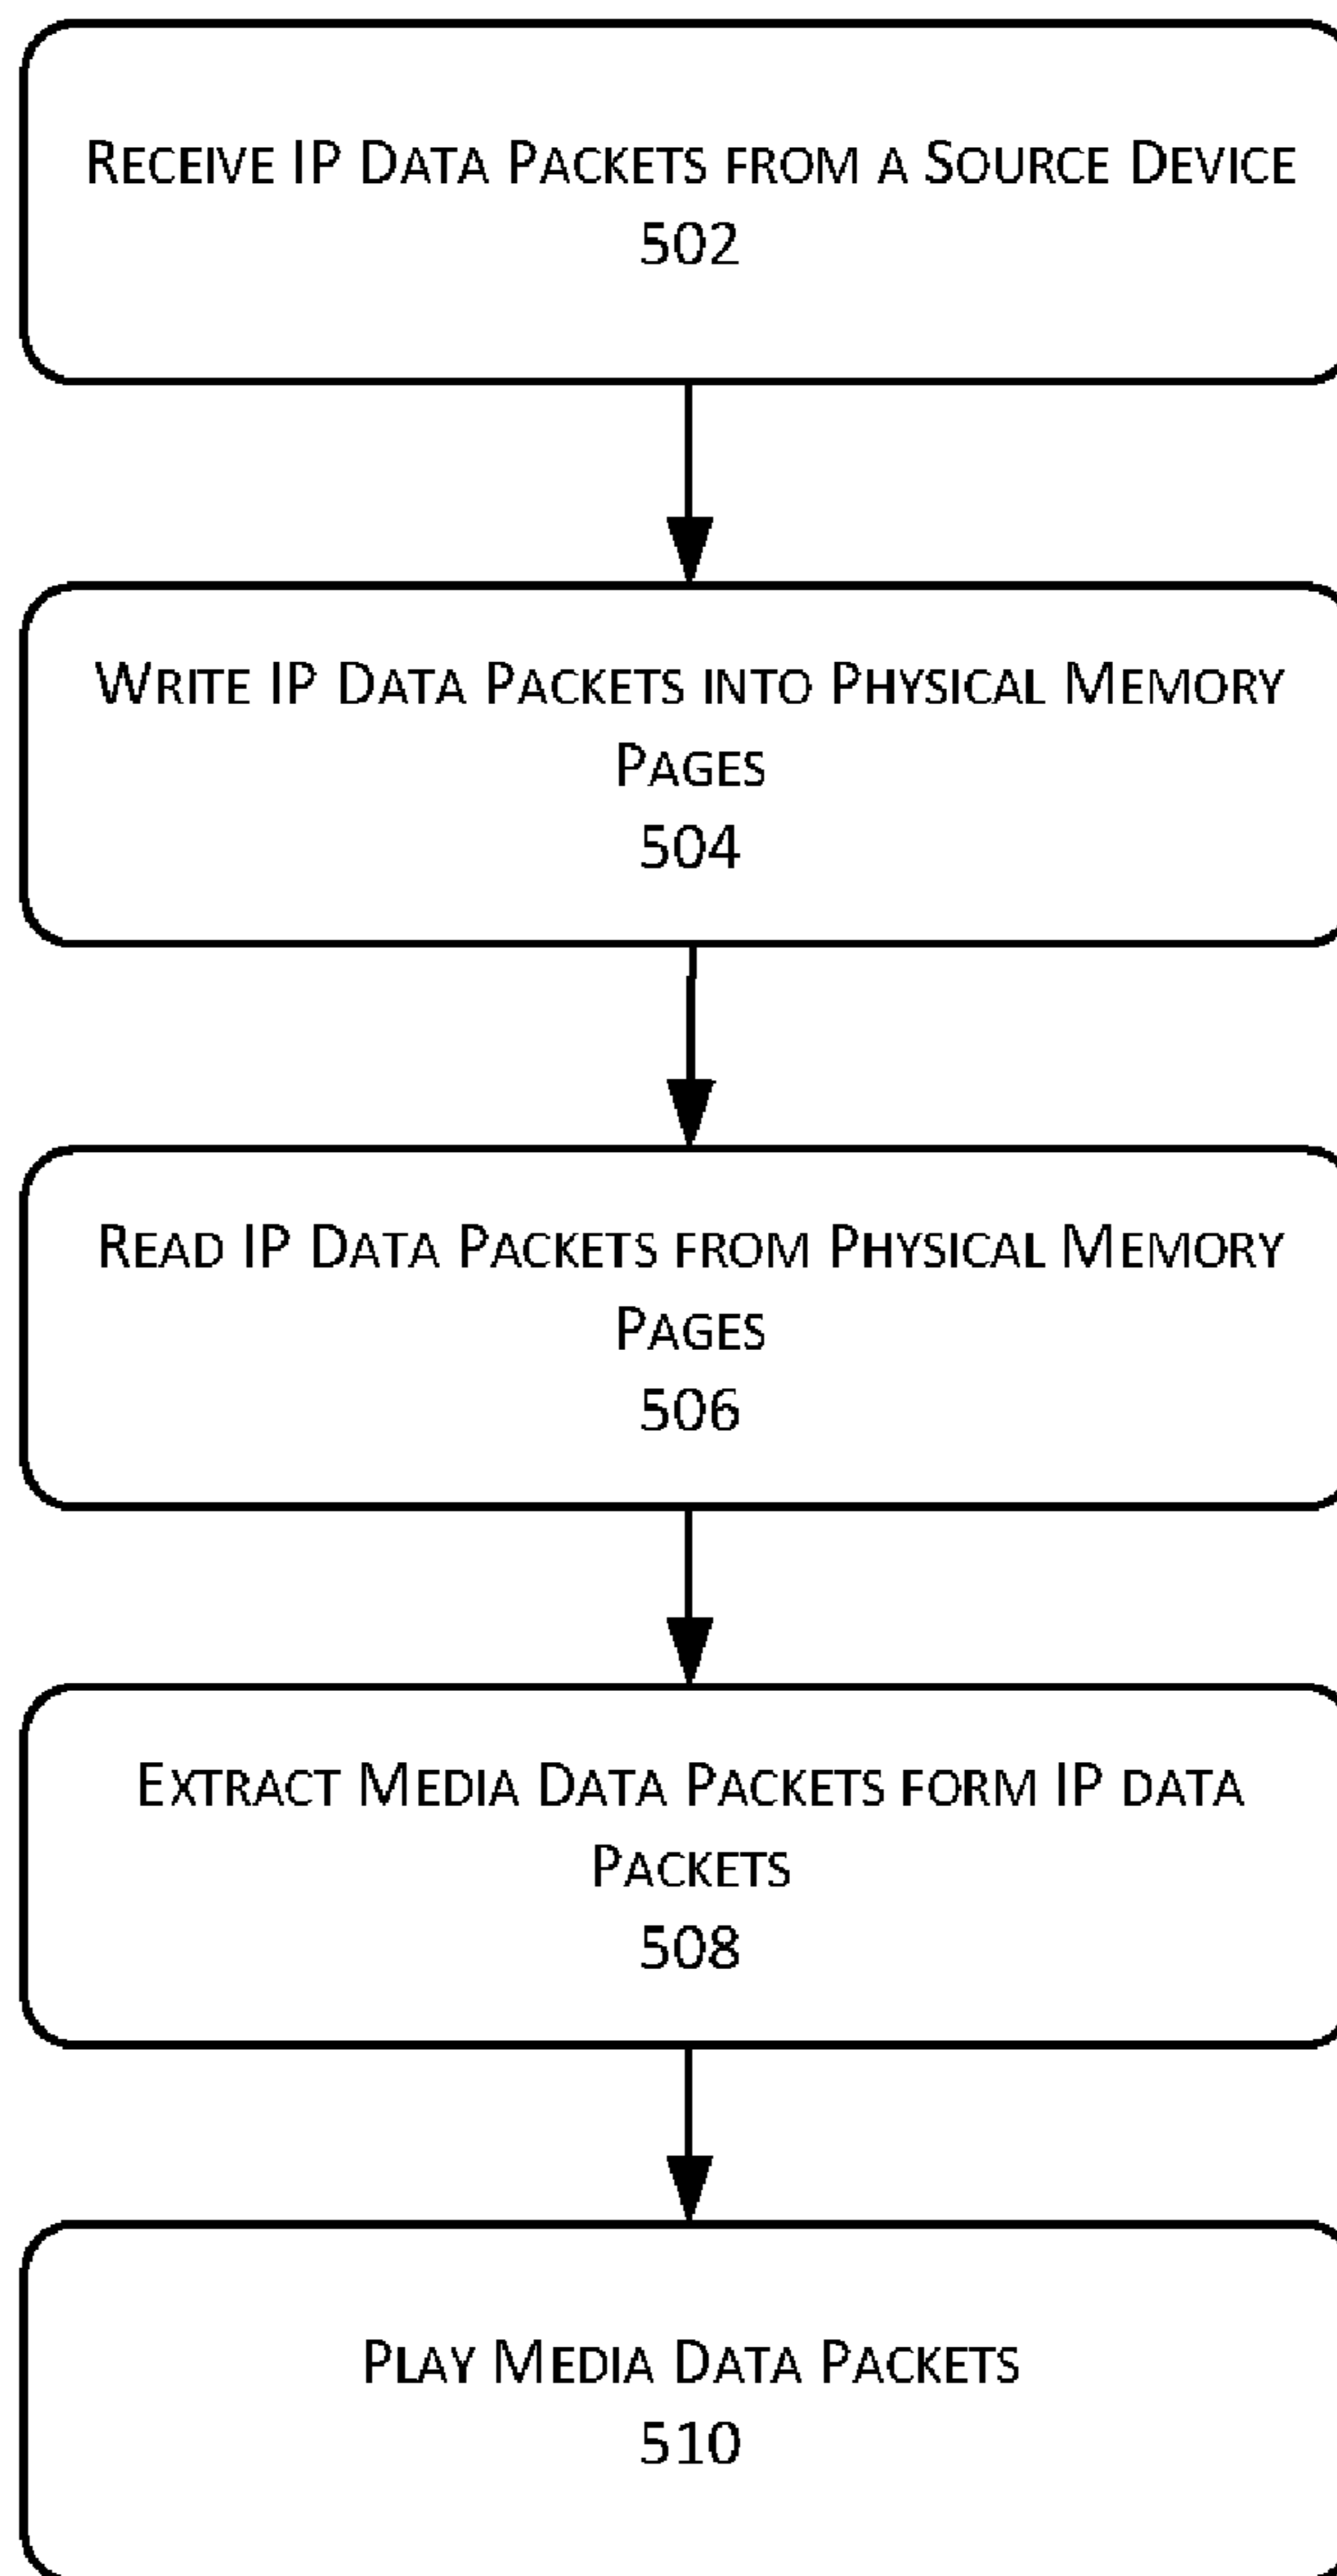 RECEIVE IP DATA PACKETS FROM A SOURCE DEVICE
502
WRITE IP DATA PACKETS INTO PHYSICAL MEMORY
PAGES
504
READ IP DATA PACKETS FROM PHYSICAL MEMORY
PAGES
506
EXTRACT MEDIA DATA PACKETS FORM IP DATA
PACKETS
508
PLAY MEDIA DATA PACKETS
510